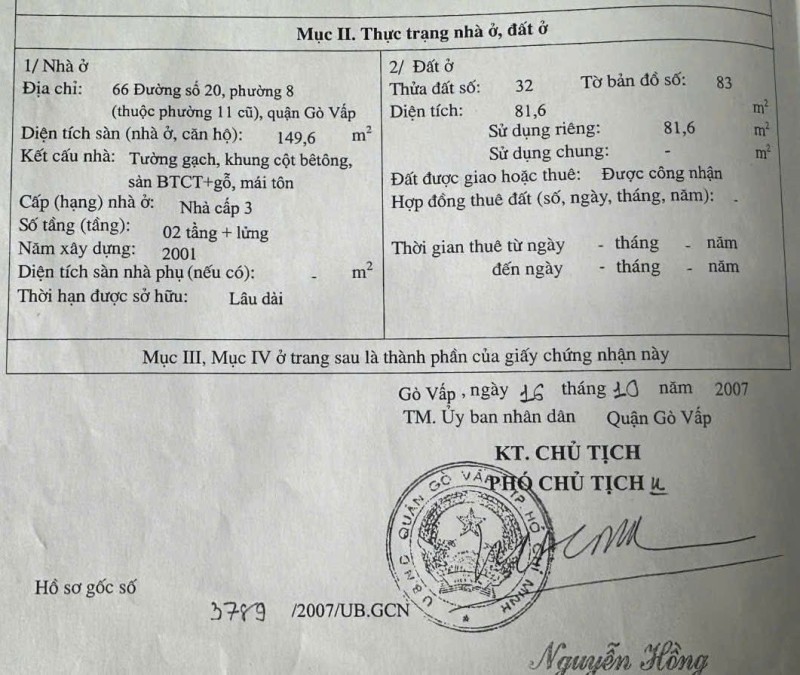 Mục II. Thực trạng nhà ở, đất ở
1/ Nhà ở
Địa chỉ: 66 Đường số 20, phường 8
(thuộc phường 11 cũ), quận Gò Vấp
Diện tích sàn (nhà ở, căn hộ): 149,6 m²
Kết cấu nhà: Tường gạch, khung cột bêtông,
sàn BTCT+gỗ, mái tôn
Cấp (hạng) nhà ở: Nhà cấp 3
Số tầng (tầng): 02 tầng + lửng
Năm xây dựng: 2001
Diện tích sàn nhà phụ (nếu có): - m²
Thời hạn được sở hữu: Lâu dài
2/ Đất ở
Thửa đất số: 32 Tờ bản đồ số: 83
Diện tích: 81,6 m²
Sử dụng riêng: 81,6 m²
Sử dụng chung: - m²
Đất được giao hoặc thuê: Được công nhận
Hợp đồng thuê đất (số, ngày, tháng, năm): -
Thời gian thuê từ ngày - tháng - năm
đến ngày - tháng - năm
Mục III, Mục IV ở trang sau là thành phần của giấy chứng nhận này
Gò Vấp, ngày 16 tháng 10 năm 2007
TM. Ủy ban nhân dân Quận Gò Vấp
KT. CHỦ TỊCH
PHÓ CHỦ TỊCH
U.B.N.D. QUẬN GÒ VẤP T.P. HỒ CHÍ MINH
Hồ sơ gốc số
3789 /2007/UB.GCN
Nguyễn Hồng